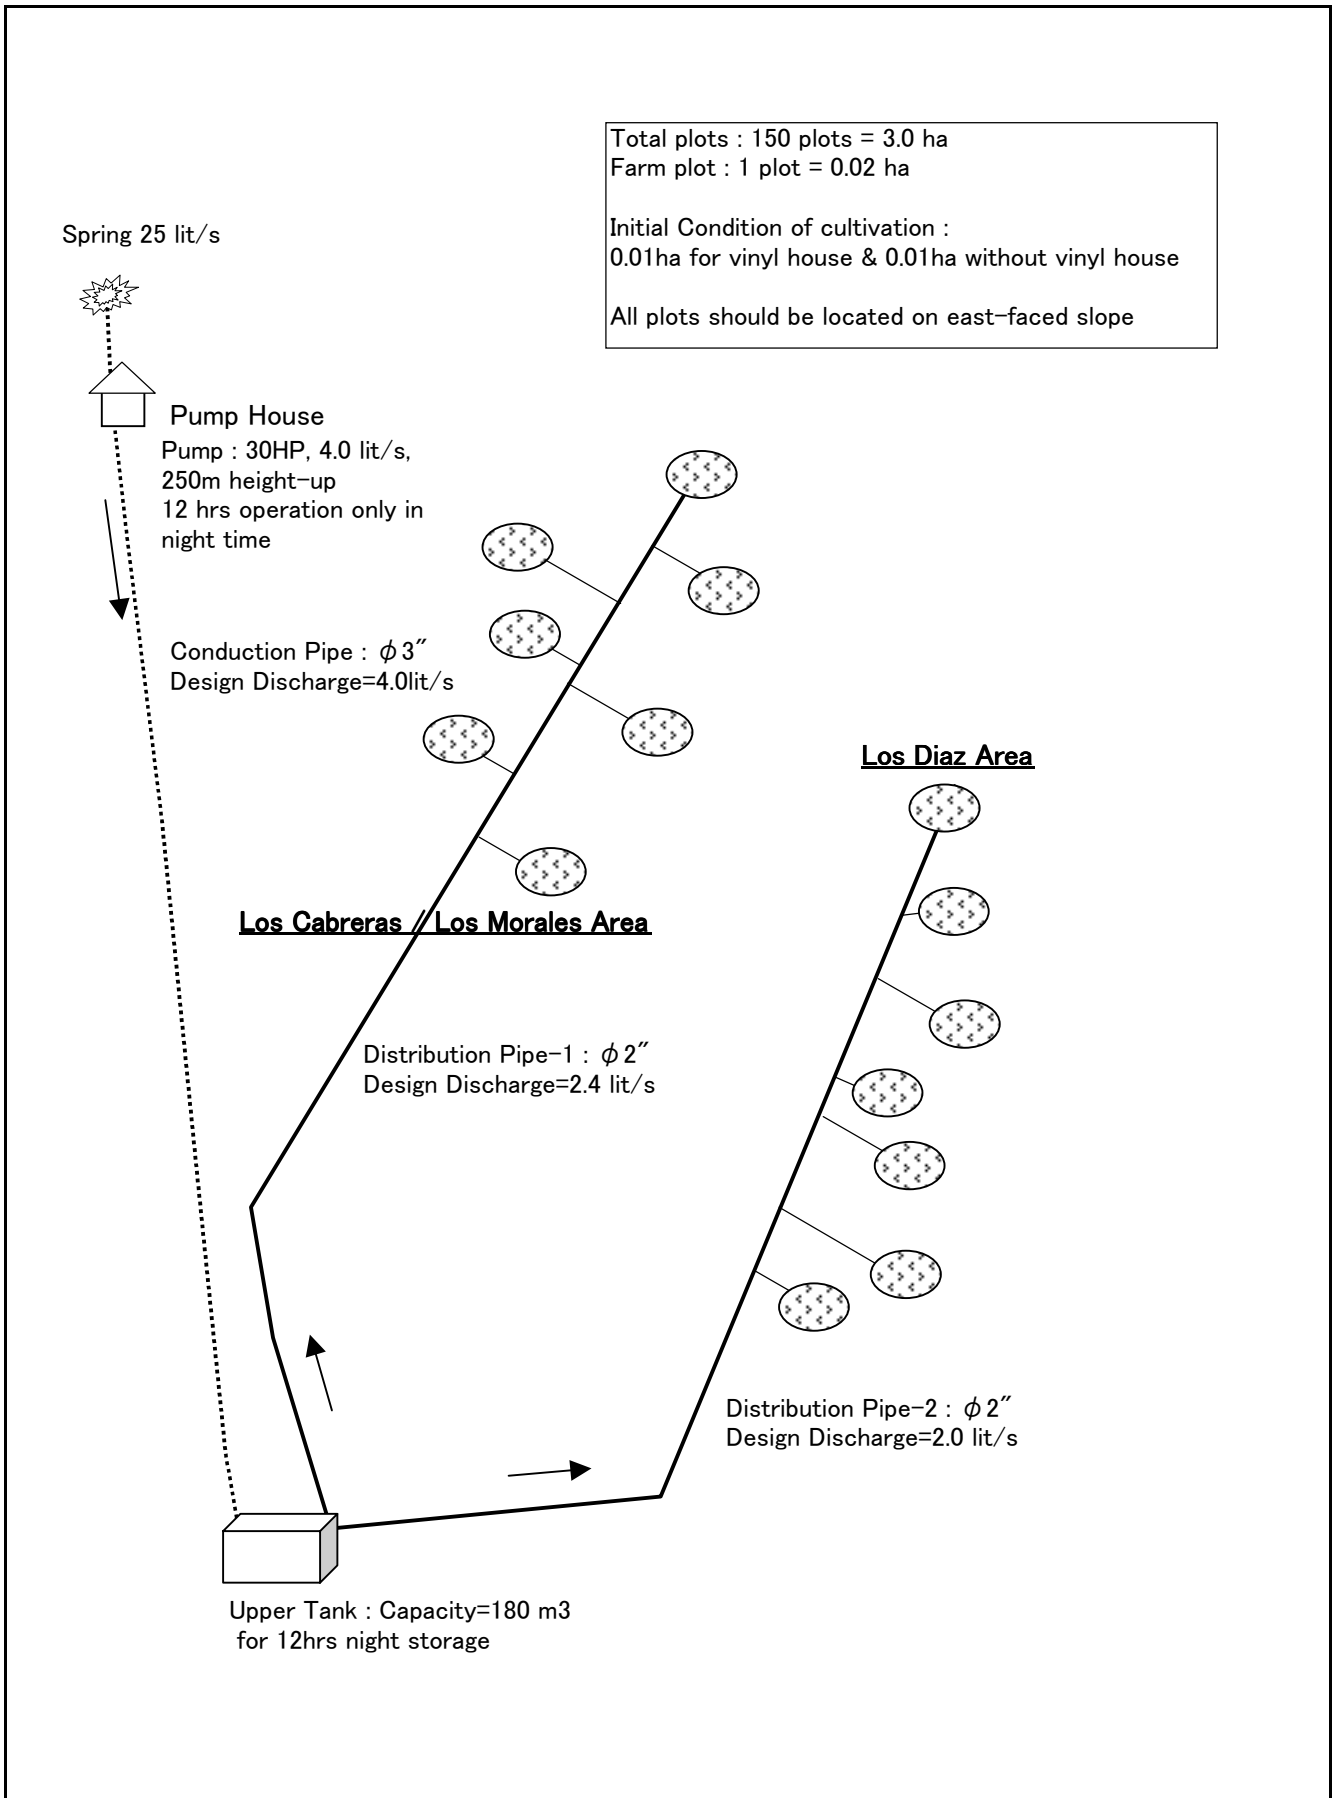 Total plots : 150 plots = 3.0 ha
Farm plot : 1 plot = 0.02 ha
Initial Condition of cultivation :
0.01ha for vinyl house & 0.01ha without vinyl house
All plots should be located on east-faced slope
Spring 25 lit/s
Pump House
Pump : 30HP, 4.0 lit/s,
250m height-up
12 hrs operation only in
night time
Conduction Pipe : φ3″
Design Discharge=4.0lit/s
Los Diaz Area
Los Cabreras / Los Morales Area
Distribution Pipe-1 : φ2″
Design Discharge=2.4 lit/s
Distribution Pipe-2 : φ2″
Design Discharge=2.0 lit/s
Upper Tank : Capacity=180 m3
for 12hrs night storage